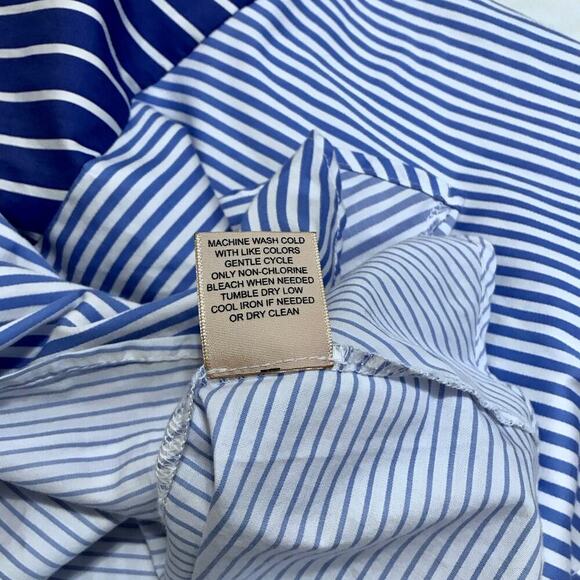 MACHINE WASH COLD
WITH LIKE COLORS
GENTLE CYCLE
ONLY NON-CHLORINE
BLEACH WHEN NEEDED
TUMBLE DRY LOW
COOL IRON IF NEEDED
OR DRY CLEAN